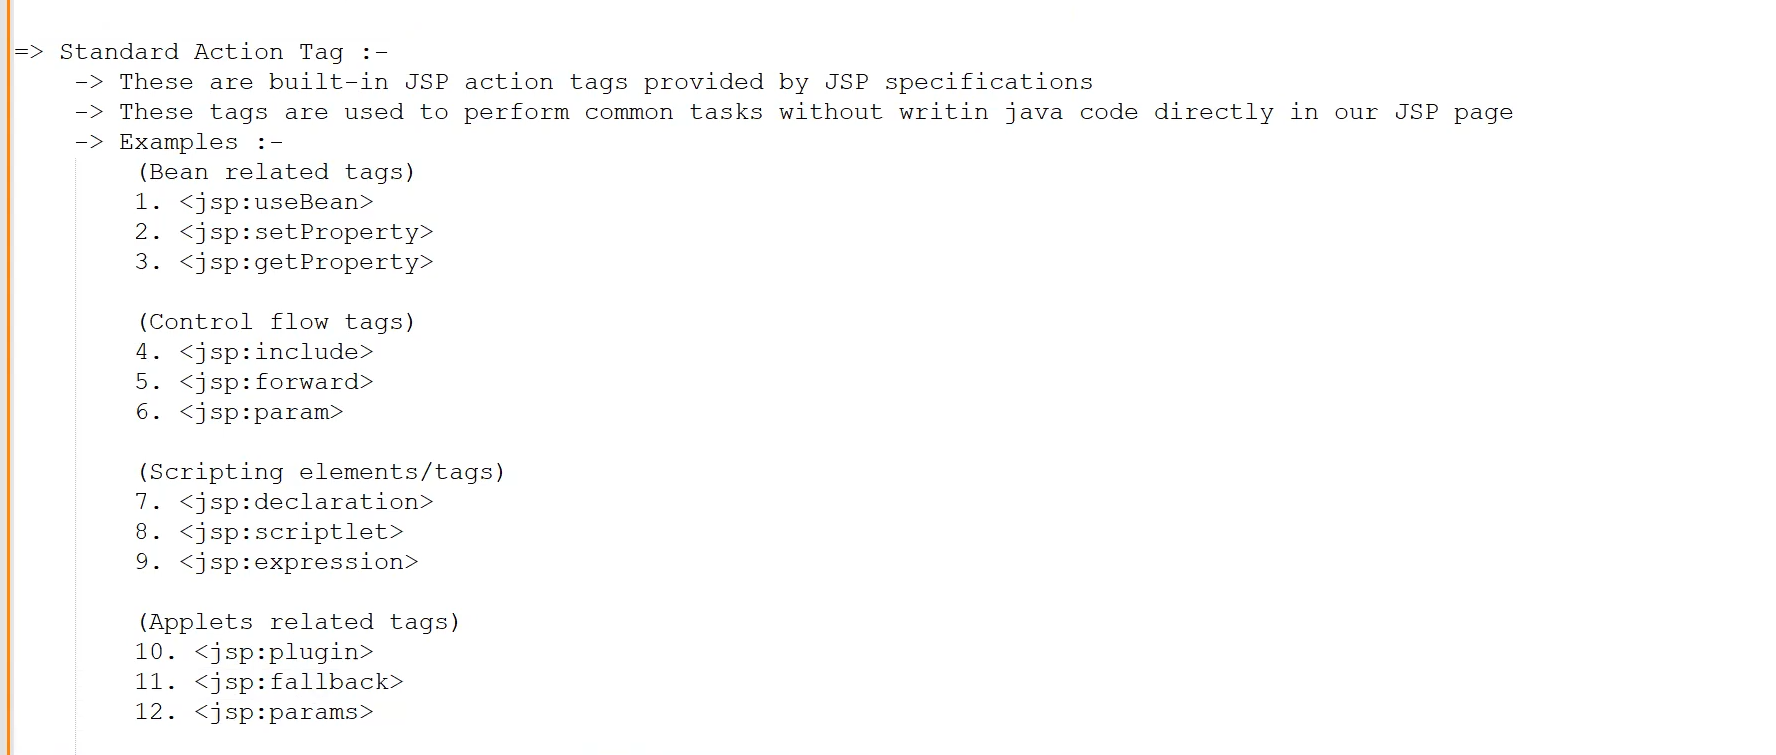 => Standard Action Tag :-
-> These are built-in JSP action tags provided by JSP specifications
-> These tags are used to perform common tasks without writin java code directly in our JSP page
-> Examples :-
(Bean related tags)
1. <jsp:useBean>
2. <jsp:setProperty>
3. <jsp:getProperty>
(Control flow tags)
4. <jsp:include>
5. <jsp:forward>
6. <jsp:param>
(Scripting elements/tags)
7. <jsp:declaration>
8. <jsp:scriptlet>
9. <jsp:expression>
(Applets related tags)
10. <jsp:plugin>
11. <jsp:fallback>
12. <jsp:params>